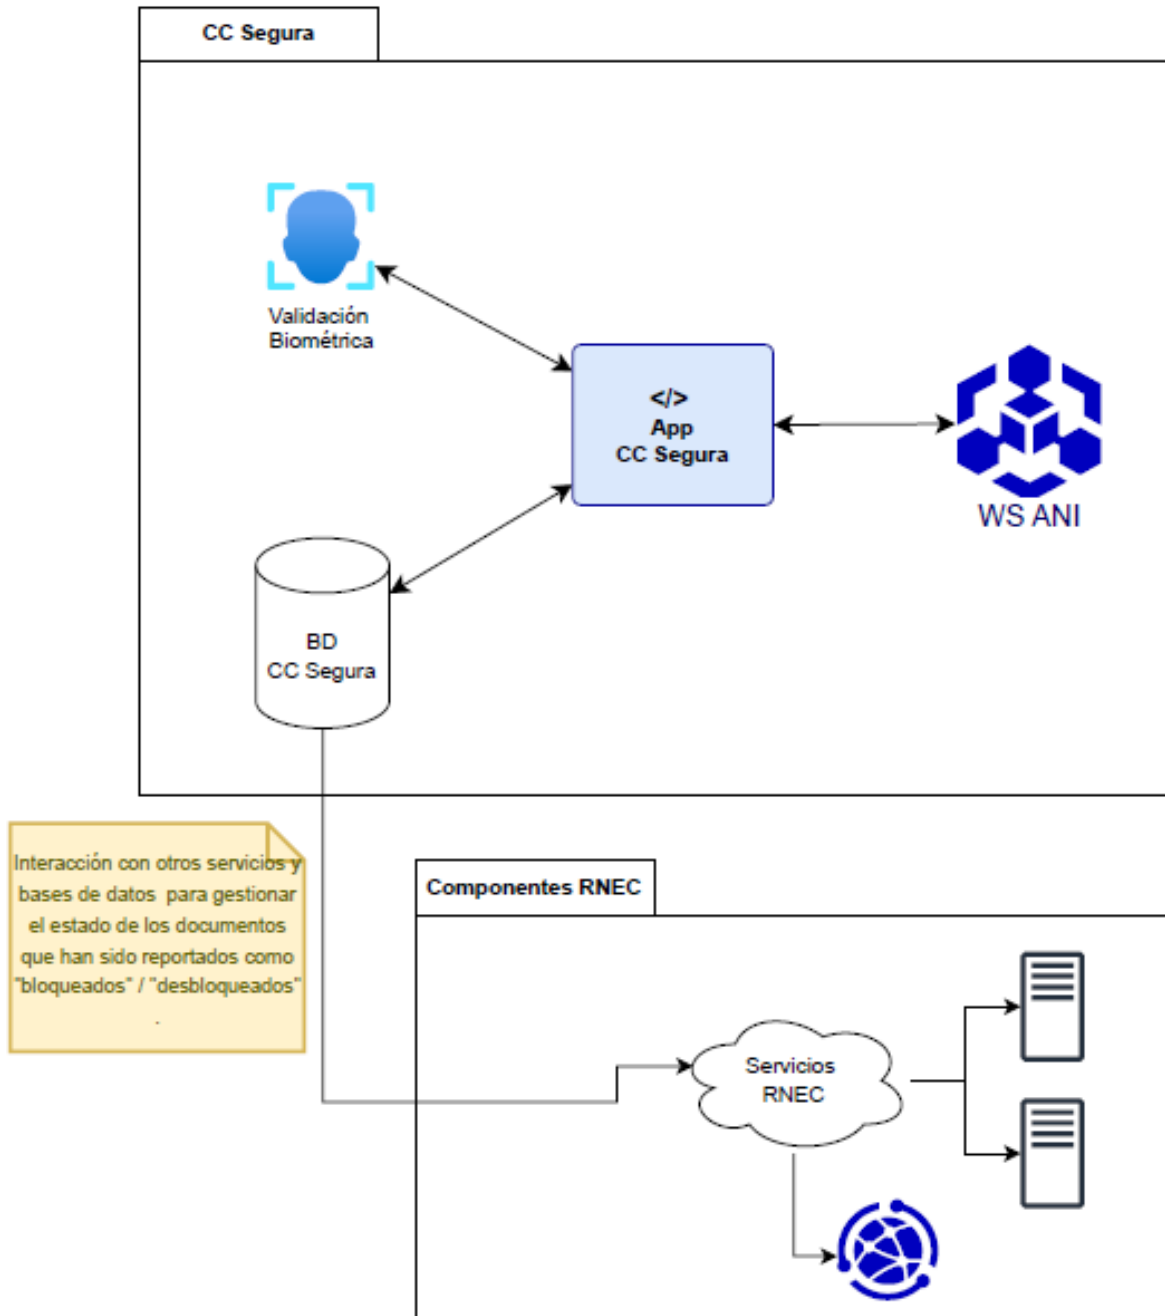 CC Segura
Validación
Biométrica
</>
App
CC Segura
WS ANI
BD
CC Segura
Interacción con otros servicios y
bases de datos para gestionar
el estado de los documentos
que han sido reportados como
"bloqueados" / "desbloqueados"
.
Componentes RNEC
Servicios
RNEC